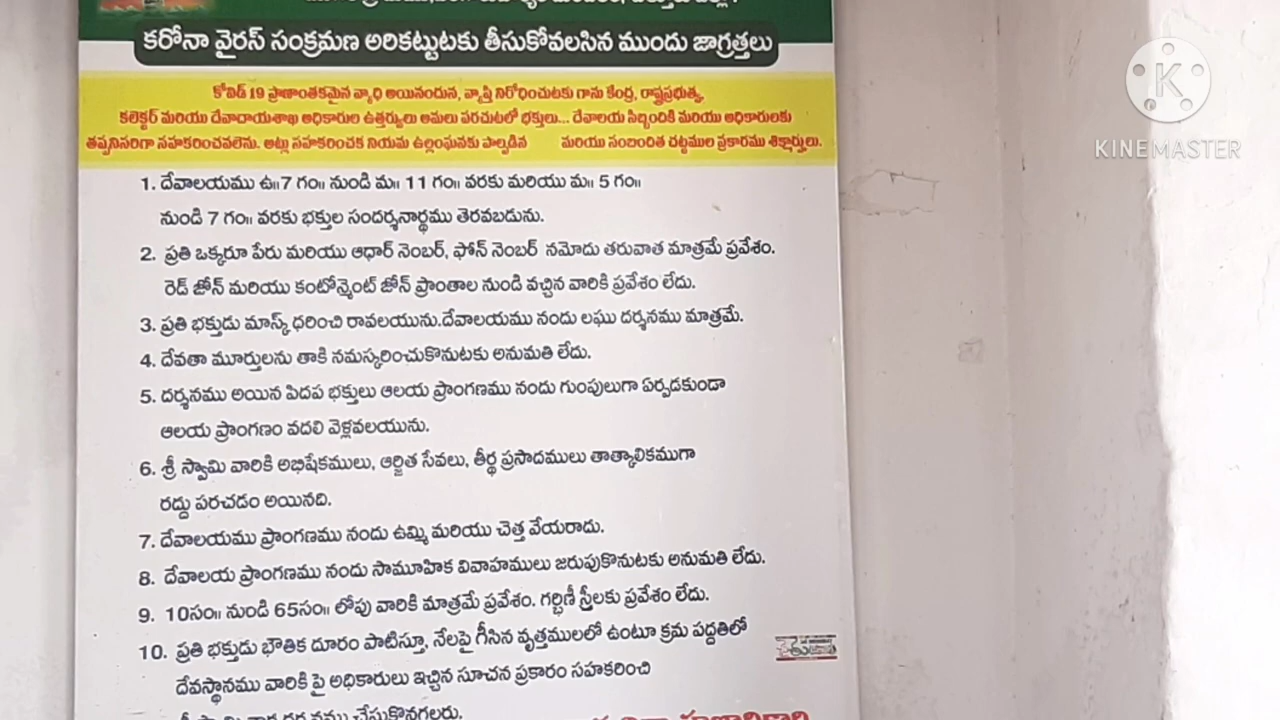 కరోనా వైరస్ సంక్రమణ అరికట్టుటకు తీసుకోవలసిన ముందు జాగ్రత్తలు
కోవిడ్ 19 ప్రాణాంతకమైన వ్యాధి అయినందున, వ్యాప్తి నిరోధించుటకు గాను కేంద్ర, రాష్ట్రప్రభుత్వ,
కలెక్టర్ మరియు దేవాదాయశాఖ అధికారుల ఉత్తర్వులు అమలు పరచుటలో భక్తులు... దేవాలయ సిబ్బందికి మరియు అధికారులకు
తప్పనిసరిగా సహకరించవలెను. అట్లు సహకరించక నియమ ఉల్లంఘనకు పాల్పడిన మరియు సంబందిత చట్టముల ప్రకారము శిక్షార్హులు.
1. దేవాలయము ఉ॥7 గం॥ నుండి మ॥ 11 గం॥ వరకు మరియు మ॥ 5 గం॥
నుండి 7 గం॥ వరకు భక్తుల సందర్శనార్థము తెరవబడును.
2. ప్రతి ఒక్కరూ పేరు మరియు ఆధార్ నెంబర్, ఫోన్ నెంబర్ నమోదు తరువాత మాత్రమే ప్రవేశం.
రెడ్ జోన్ మరియు కంటోన్మెంట్ జోన్ ప్రాంతాల నుండి వచ్చిన వారికి ప్రవేశం లేదు.
3. ప్రతి భక్తుడు మాస్క్ ధరించి రావలయును.దేవాలయము నందు లఘు దర్శనము మాత్రమే.
4. దేవతా మూర్తులను తాకి నమస్కరించుకొనుటకు అనుమతి లేదు.
5. దర్శనము అయిన పిదప భక్తులు ఆలయ ప్రాంగణము నందు గుంపులుగా ఏర్పడకుండా
ఆలయ ప్రాంగణం వదలి వెళ్లవలయును.
6. శ్రీ స్వామి వారికి అభిషేకములు, ఆర్జిత సేవలు, తీర్థ ప్రసాదములు తాత్కాలికముగా
రద్దు పరచడం అయినది.
7. దేవాలయము ప్రాంగణము నందు ఉమ్మి మరియు చెత్త వేయరాదు.
8. దేవాలయ ప్రాంగణము నందు సామూహిక వివాహములు జరుపుకొనుటకు అనుమతి లేదు.
9. 10సం॥ నుండి 65సం॥ లోపు వారికి మాత్రమే ప్రవేశం. గర్భిణీ స్త్రీలకు ప్రవేశం లేదు.
10. ప్రతి భక్తుడు భౌతిక దూరం పాటిస్తూ, నేలపై గీసిన వృత్తములలో ఉంటూ క్రమ పద్దతిలో
దేవస్థానము వారికి పై అధికారులు ఇచ్చిన సూచన ప్రకారం సహకరించి
చేసుకొనగలరు.
KINEMASTER